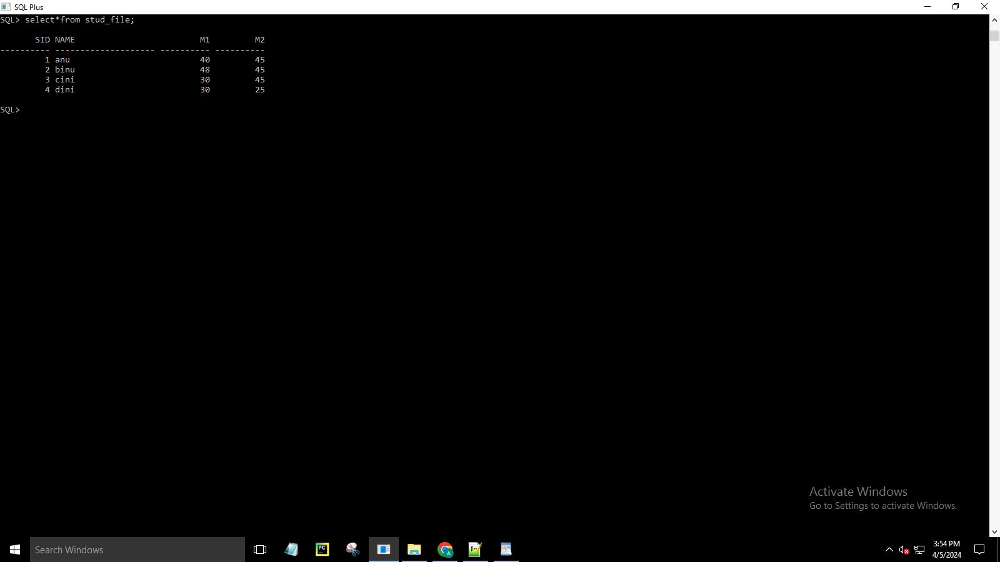 SQL Plus
SQL> select*from stud_file;
SID NAME M1 M2
---------- -------------------- ---------- ----------
1 anu 40 45
2 binu 48 45
3 cini 30 45
4 dini 30 25
SQL>
Activate Windows
Go to Settings to activate Windows.
Search Windows
PC
A
3:54 PM
4/5/2024